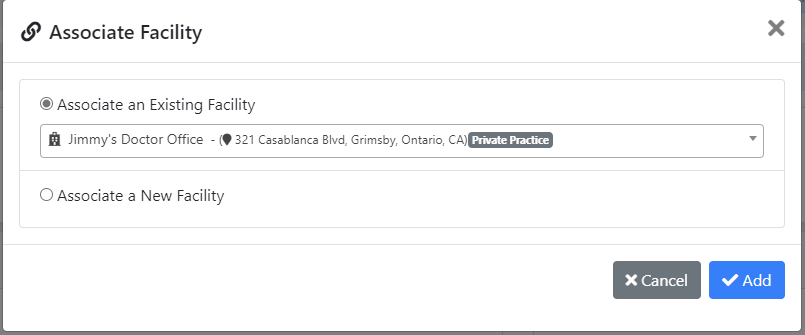 Associate Facility
Associate an Existing Facility
Jimmy's Doctor Office - (321 Casablanca Blvd, Grimsby, Ontario, CA) Private Practice
Associate a New Facility
Cancel
Add